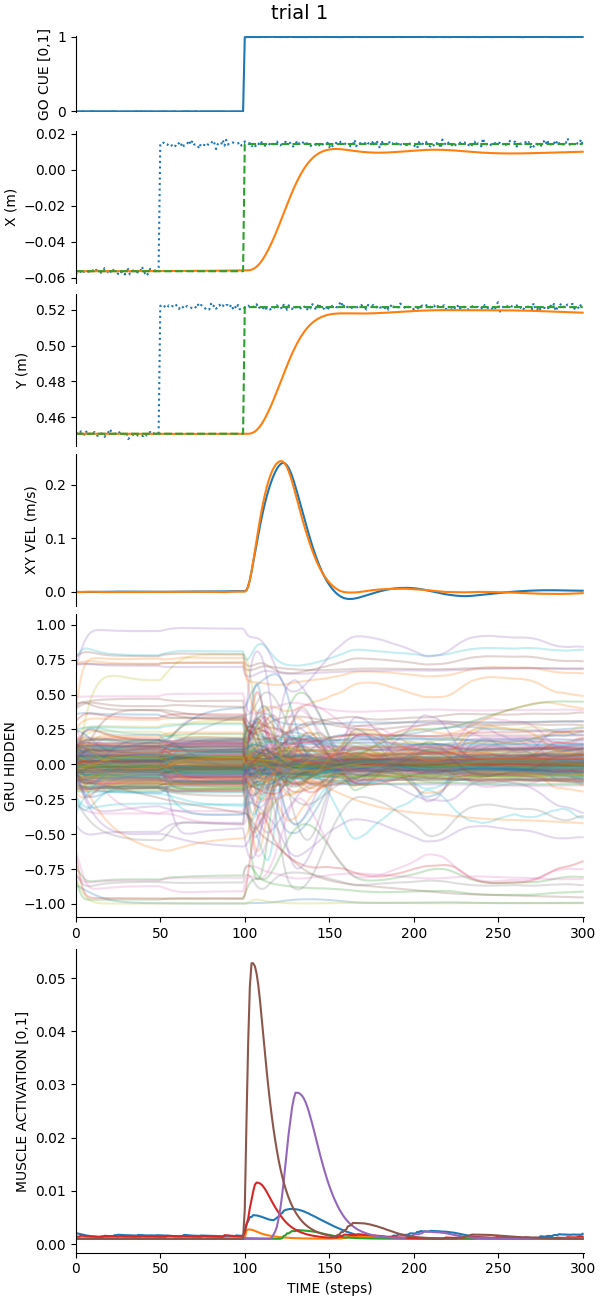 trial 1
GO CUE [0,1]
1
0
X (m)
0.02
0.00
−0.02
−0.04
−0.06
Y (m)
0.52
0.50
0.48
0.46
XY VEL (m/s)
0.2
0.1
0.0
GRU HIDDEN
1.00
0.75
0.50
0.25
0.00
−0.25
−0.50
−0.75
−1.00
0 50 100 150 200 250 300
MUSCLE ACTIVATION [0,1]
0.05
0.04
0.03
0.02
0.01
0.00
0 50 100 150 200 250 300
TIME (steps)